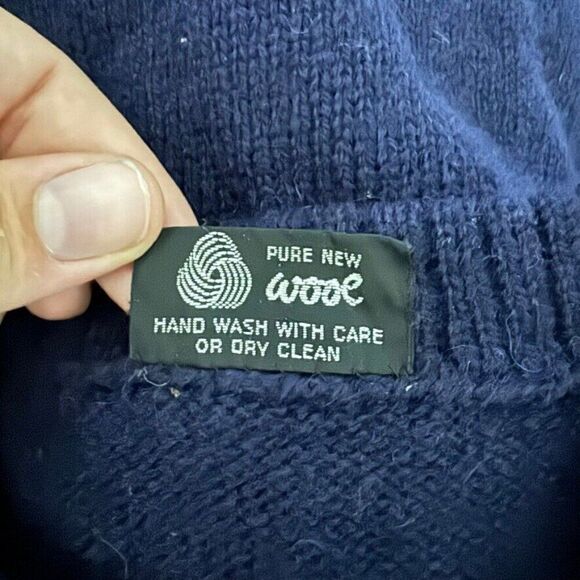 PURE NEW
wool
HAND WASH WITH CARE
OR DRY CLEAN